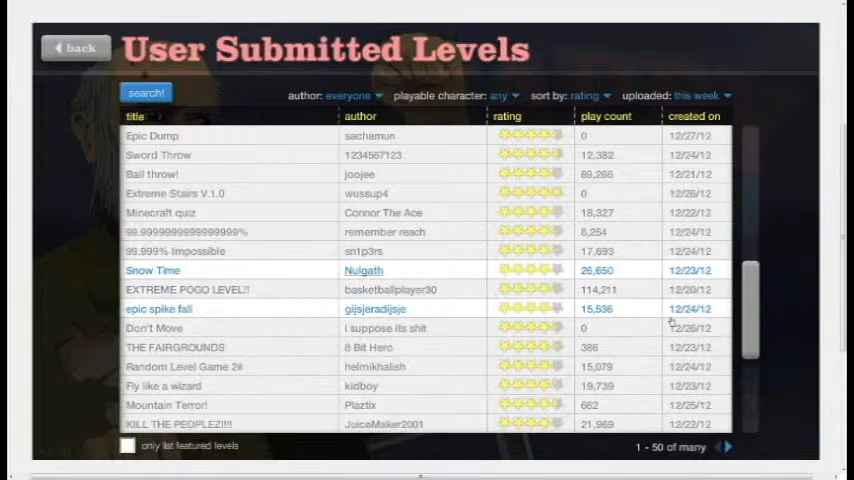 back
User Submitted Levels
search!
author: everyone playable character: any sort by: rating uploaded: this week
title author rating play count created on
Epic Dump sachamun 0 12/27/12
Sword Throw 1234567123 12,382 12/24/12
Ball throw! joojee 89,266 12/21/12
Extreme Stairs V.1.0 wussup4 0 12/26/12
Minecraft quiz Connor The Ace 18,327 12/22/12
99.9999999999999999% remember reach 8,254 12/24/12
99.999% Impossible sn1p3rs 17,693 12/24/12
Snow Time Nulgath 26,650 12/23/12
EXTREME POGO LEVEL!! basketballplayer30 114,211 12/20/12
epic spike fall gijsjeradijsje 15,536 12/24/12
Don't Move i suppose its shit 0 12/26/12
THE FAIRGROUNDS 8 Bit Hero 386 12/23/12
Random Level Game 2# helmikhalish 15,079 12/24/12
Fly like a wizard kidboy 19,739 12/23/12
Mountain Terror! Plaztix 662 12/25/12
KILL THE PEOPLEZ!!!! JuiceMaker2001 21,969 12/22/12
only list featured levels 1 - 50 of many